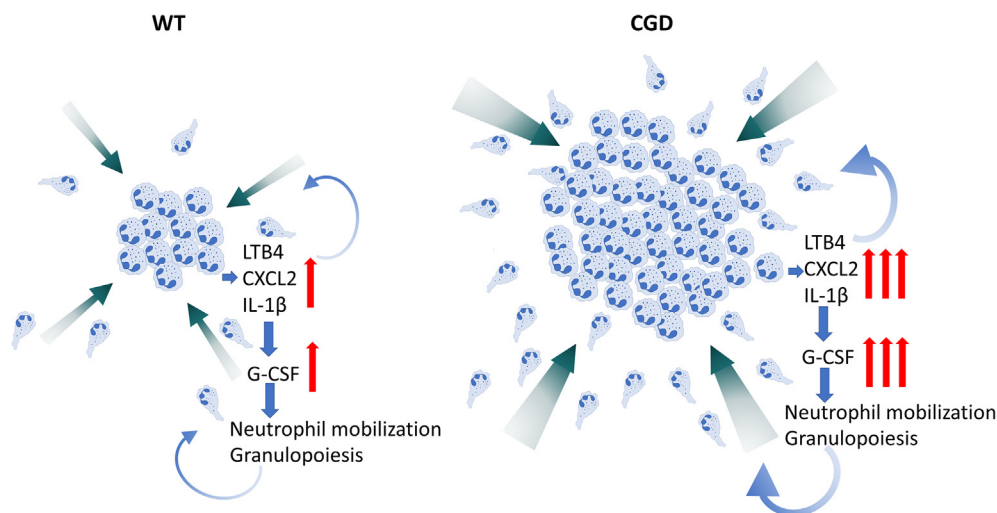 WT
LTB4
CXCL2
IL-1β
G-CSF
Neutrophil mobilization
Granulopoiesis
CGD
LTB4
CXCL2
IL-1β
G-CSF
Neutrophil mobilization
Granulopoiesis